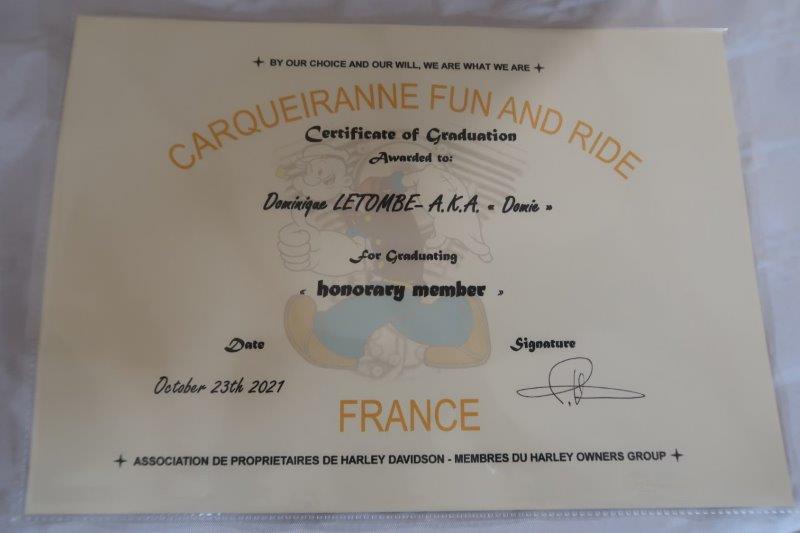 BY OUR CHOICE AND OUR WILL, WE ARE WHAT WE ARE
CARQUEIRANNE FUN AND RIDE
Certificate of Graduation
Awarded to:
Dominique LETOMBE- A.K.A. « Domie »
For Graduating
« honorary member »
Date
Signature
October 23th 2021
FRANCE
ASSOCIATION DE PROPRIETAIRES DE HARLEY DAVIDSON - MEMBRES DU HARLEY OWNERS GROUP